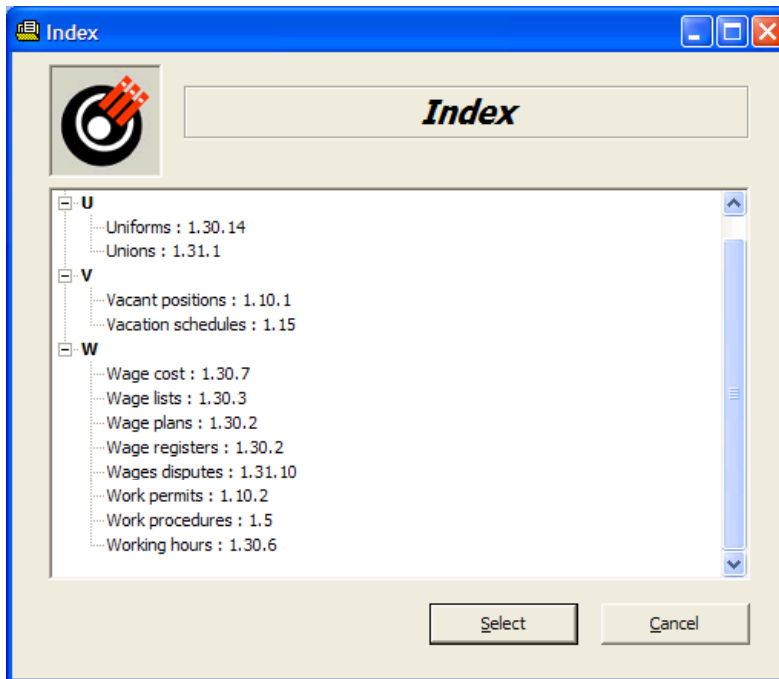 Index
Index
U
Uniforms : 1.30.14
Unions : 1.31.1
V
Vacant positions : 1.10.1
Vacation schedules : 1.15
W
Wage cost : 1.30.7
Wage lists : 1.30.3
Wage plans : 1.30.2
Wage registers : 1.30.2
Wages disputes : 1.31.10
Work permits : 1.10.2
Work procedures : 1.5
Working hours : 1.30.6
Select Cancel